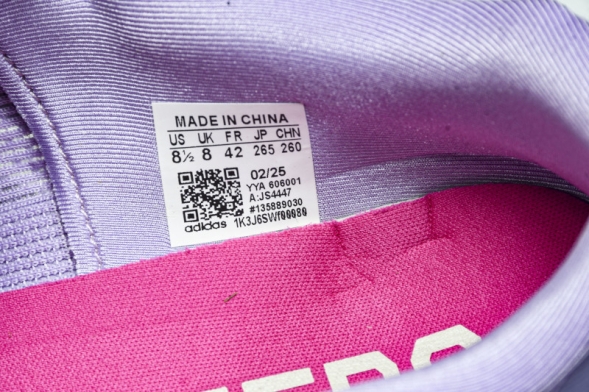 MADE IN CHINA
US UK FR JP CHN
8½ 8 42 265 260
02/25
YYA 606001
A:JS4447
#135889030
adidas 1K3J6SWf00080